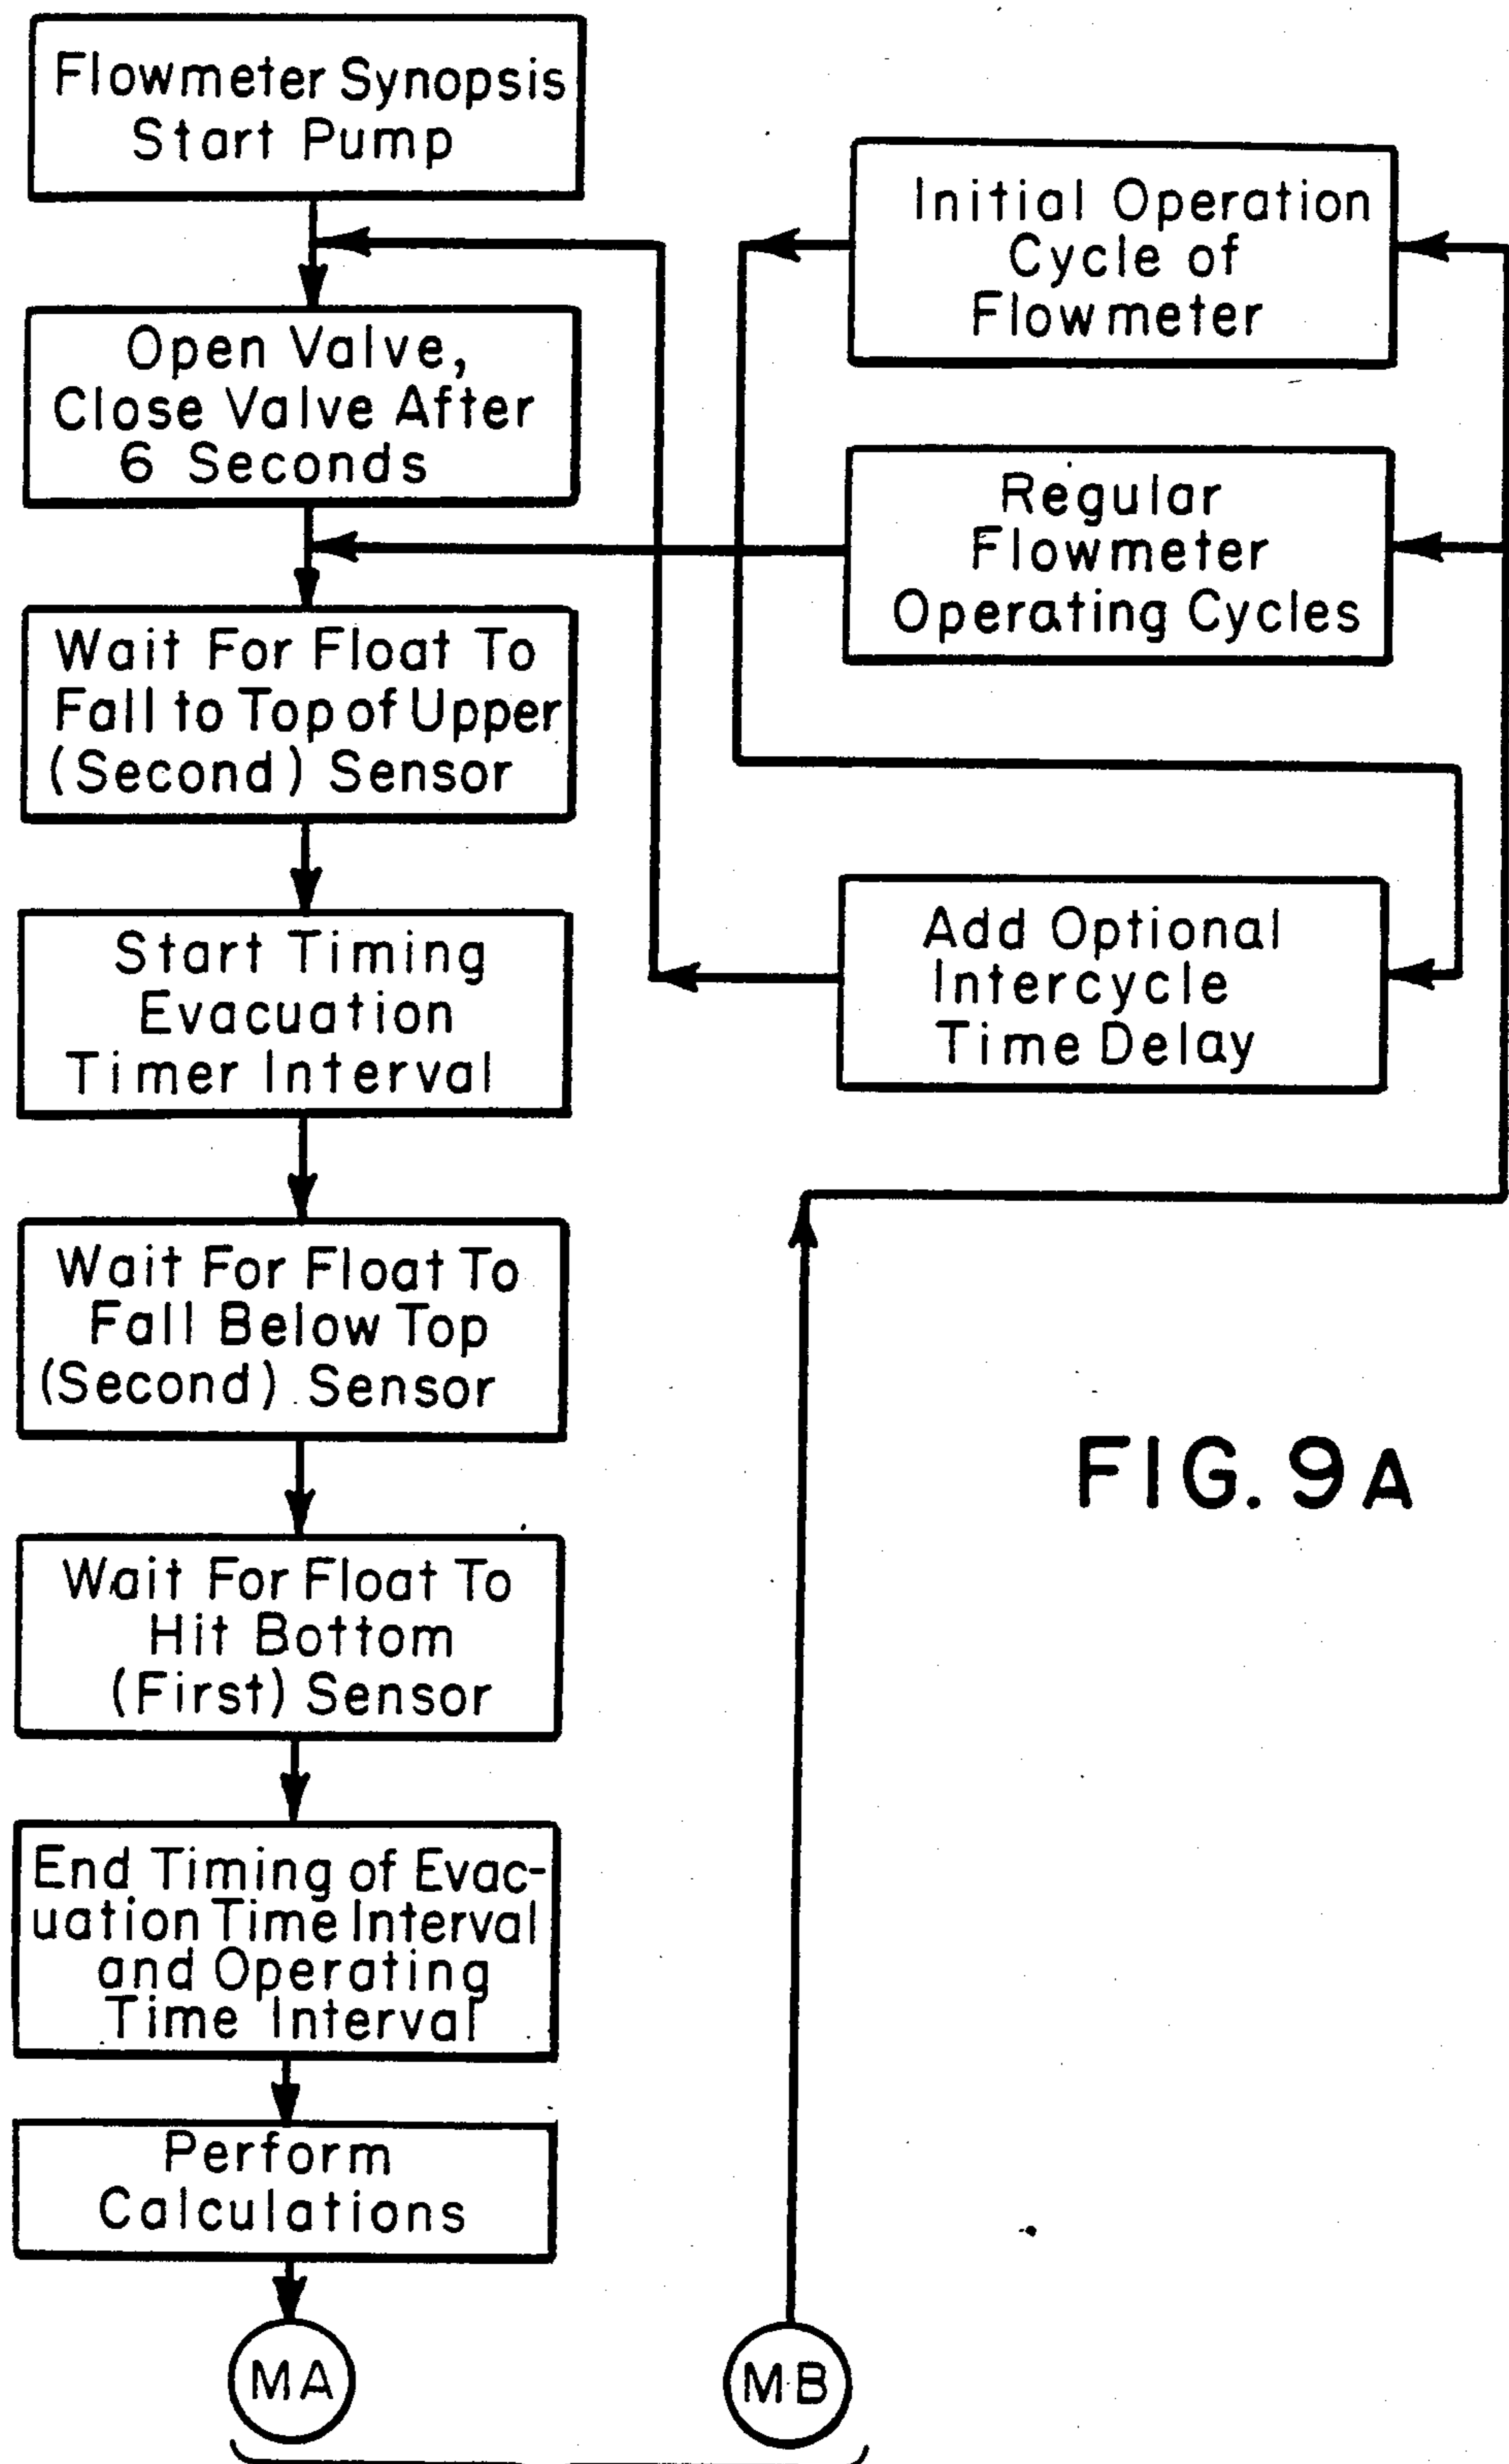 Flowmeter Synopsis
Start Pump
Open Valve,
Close Valve After
6 Seconds
Wait For Float To
Fall to Top of Upper
(Second) Sensor
Start Timing
Evacuation
Timer Interval
Wait For Float To
Fall Below Top
(Second) Sensor
Wait For Float To
Hit Bottom
(First) Sensor
End Timing of Evac-
uation Time Interval
and Operating
Time Interval
Perform
Calculations
MA
Initial Operation
Cycle of
Flowmeter
Regular
Flowmeter
Operating Cycles
Add Optional
Intercycle
Time Delay
MB
FIG. 9A